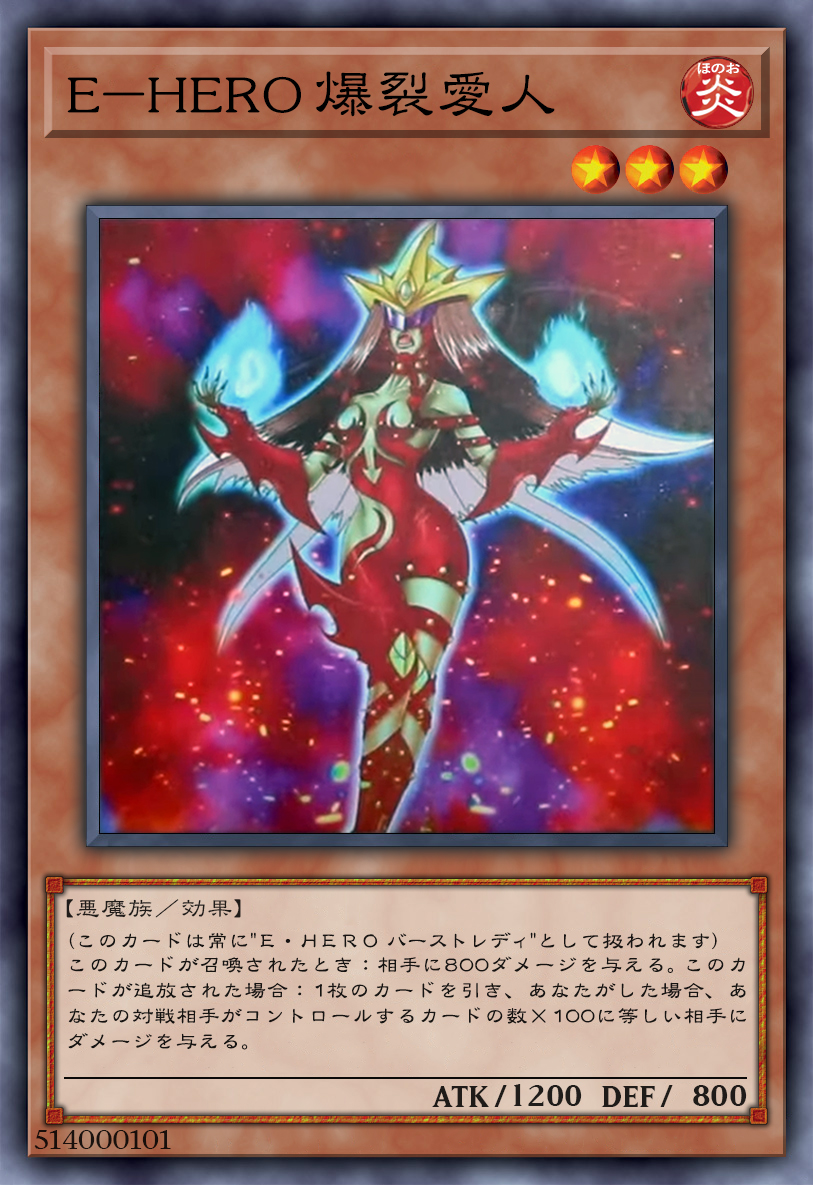 E－HERO 爆裂愛人
ほのお
炎
【悪魔族／効果】
(このカードは常に"E・HERO バーストレディ"として扱われます)
このカードが召喚されたとき：相手に800ダメージを与える。このカ
ードが追放された場合：1枚のカードを引き、あなたがした場合、あ
なたの対戦相手がコントロールするカードの数×100に等しい相手に
ダメージを与える。
ATK/1200 DEF/ 800
514000101